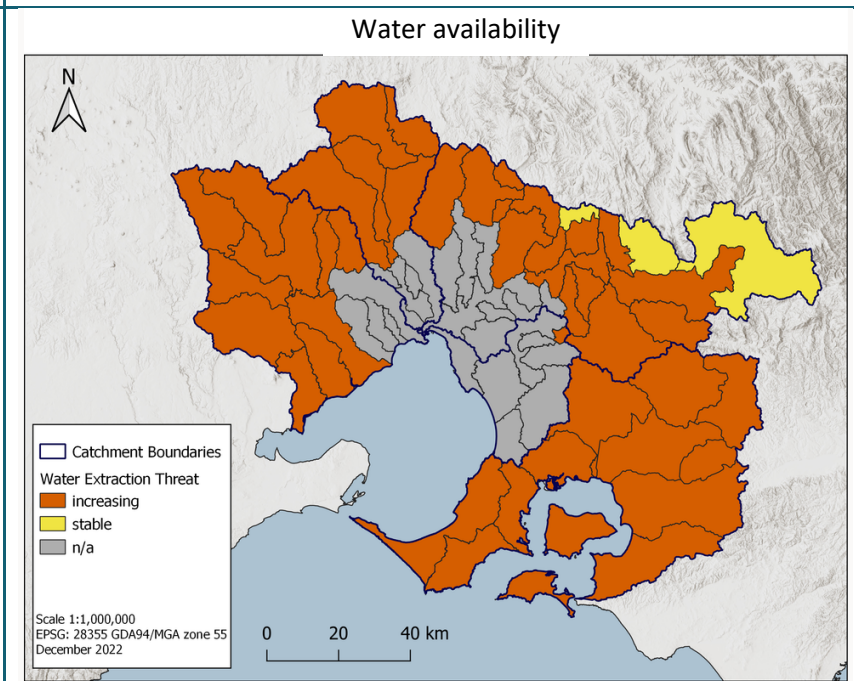 Water availability
N
Catchment Boundaries
Water Extraction Threat
increasing
stable
n/a
Scale 1:1,000,000
EPSG: 28355 GDA94/MGA zone 55
December 2022
0 20 40 km